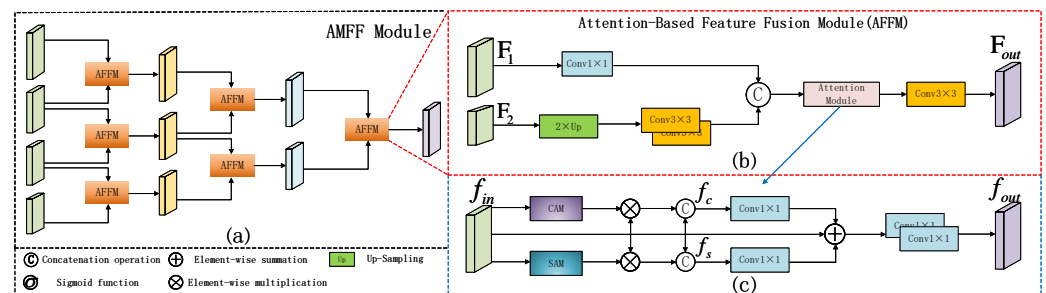 AMFF Module
AFFM
AFFM
AFFM
AFFM
AFFM
AFFM
(a)
Ⓒ Concatenation operation ⊕ Element-wise summation Up Up-Sampling
Sigmoid function ⊗ Element-wise multiplication
Attention-Based Feature Fusion Module(AFFM)
F1
Conv1×1
F2
2×Up
Conv3×3
Conv3×3
C
Attention
Module
Conv3×3
Fout
(b)
fin
CAM
SAM
C
C
fc
fs
Conv1×1
Conv1×1
Conv1×1
Conv1×1
fout
(c)